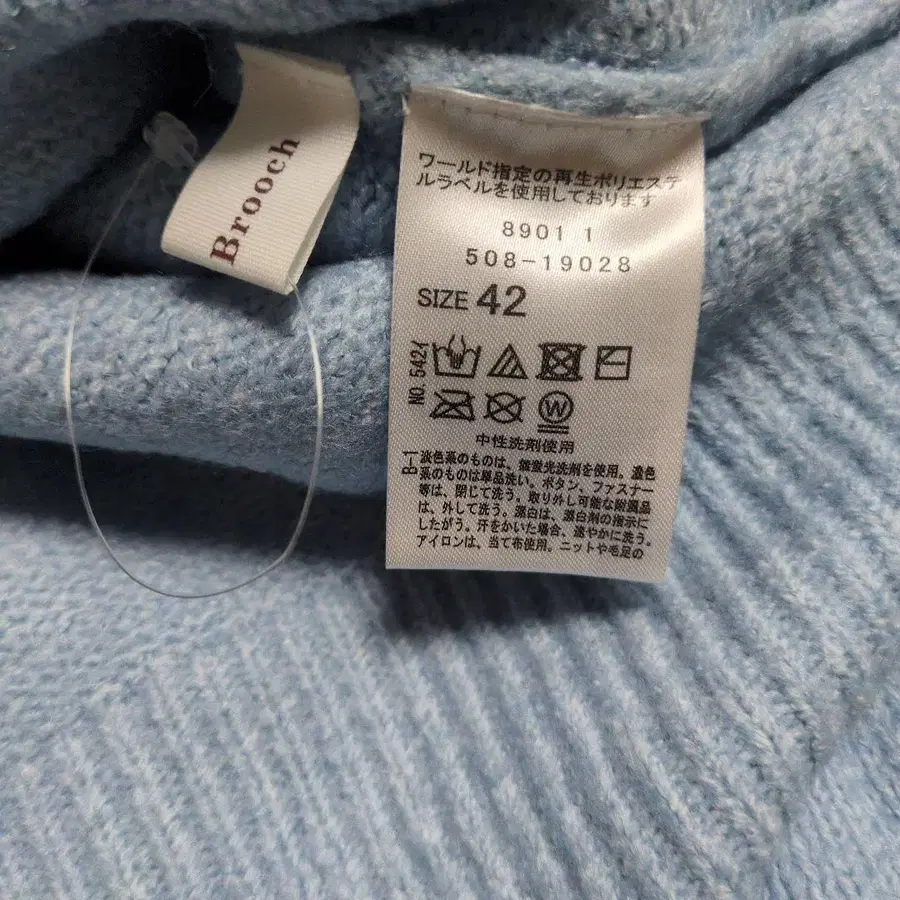 Brooch
ワールド指定の再生ポリエステ
ルラベルを使用しております
8901 1
508-19028
SIZE 42
NO. 542イ
W
中性洗剤使用
B-1
淡色系のものは、無蛍光洗剤を使用。濃色
系のものは単品洗い。ボタン、ファスナー
等は、閉じて洗う。取り外し可能な附属品
は、外して洗う。漂白は、漂白剤の指示に
したがう。汗をかいた場合、速やかに洗う。
アイロンは、当て布使用。ニットや毛足の